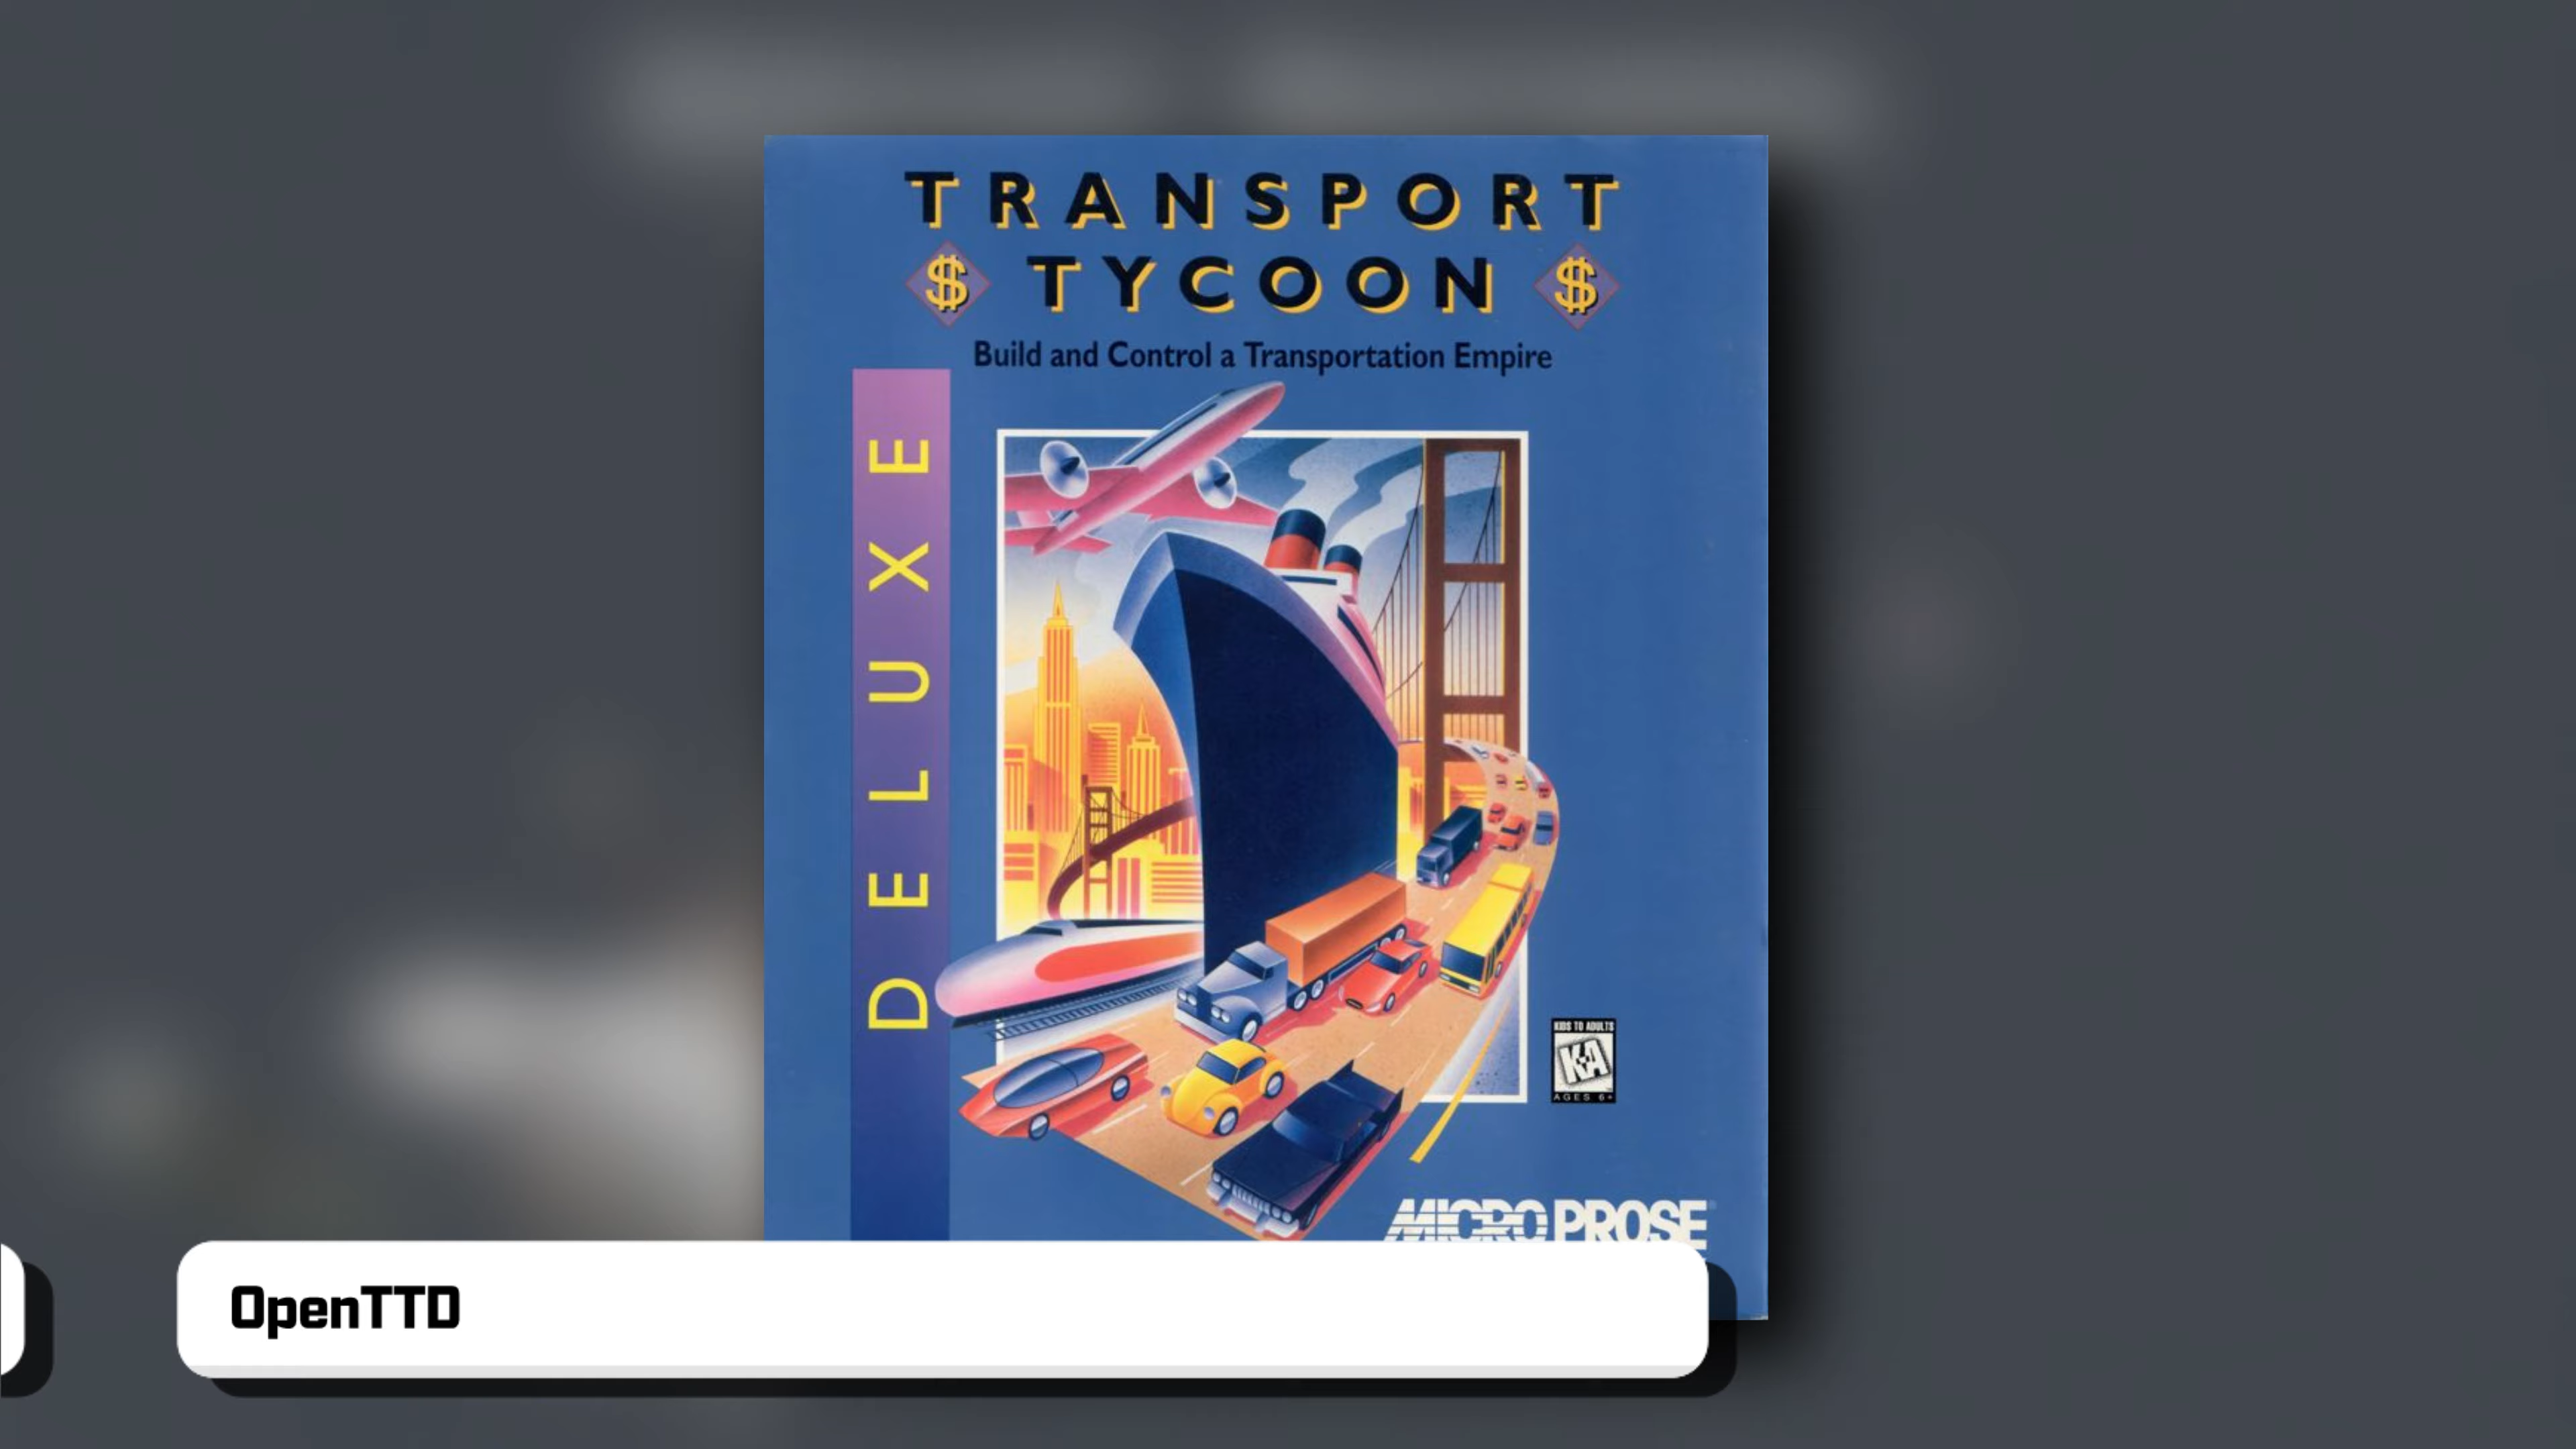 TRANSPORT
$ TYCOON $
Build and Control a Transportation Empire
DELUXE
KIDS TO ADULTS
K-A
AGES 6+
MICROPROSE
OpenTTD